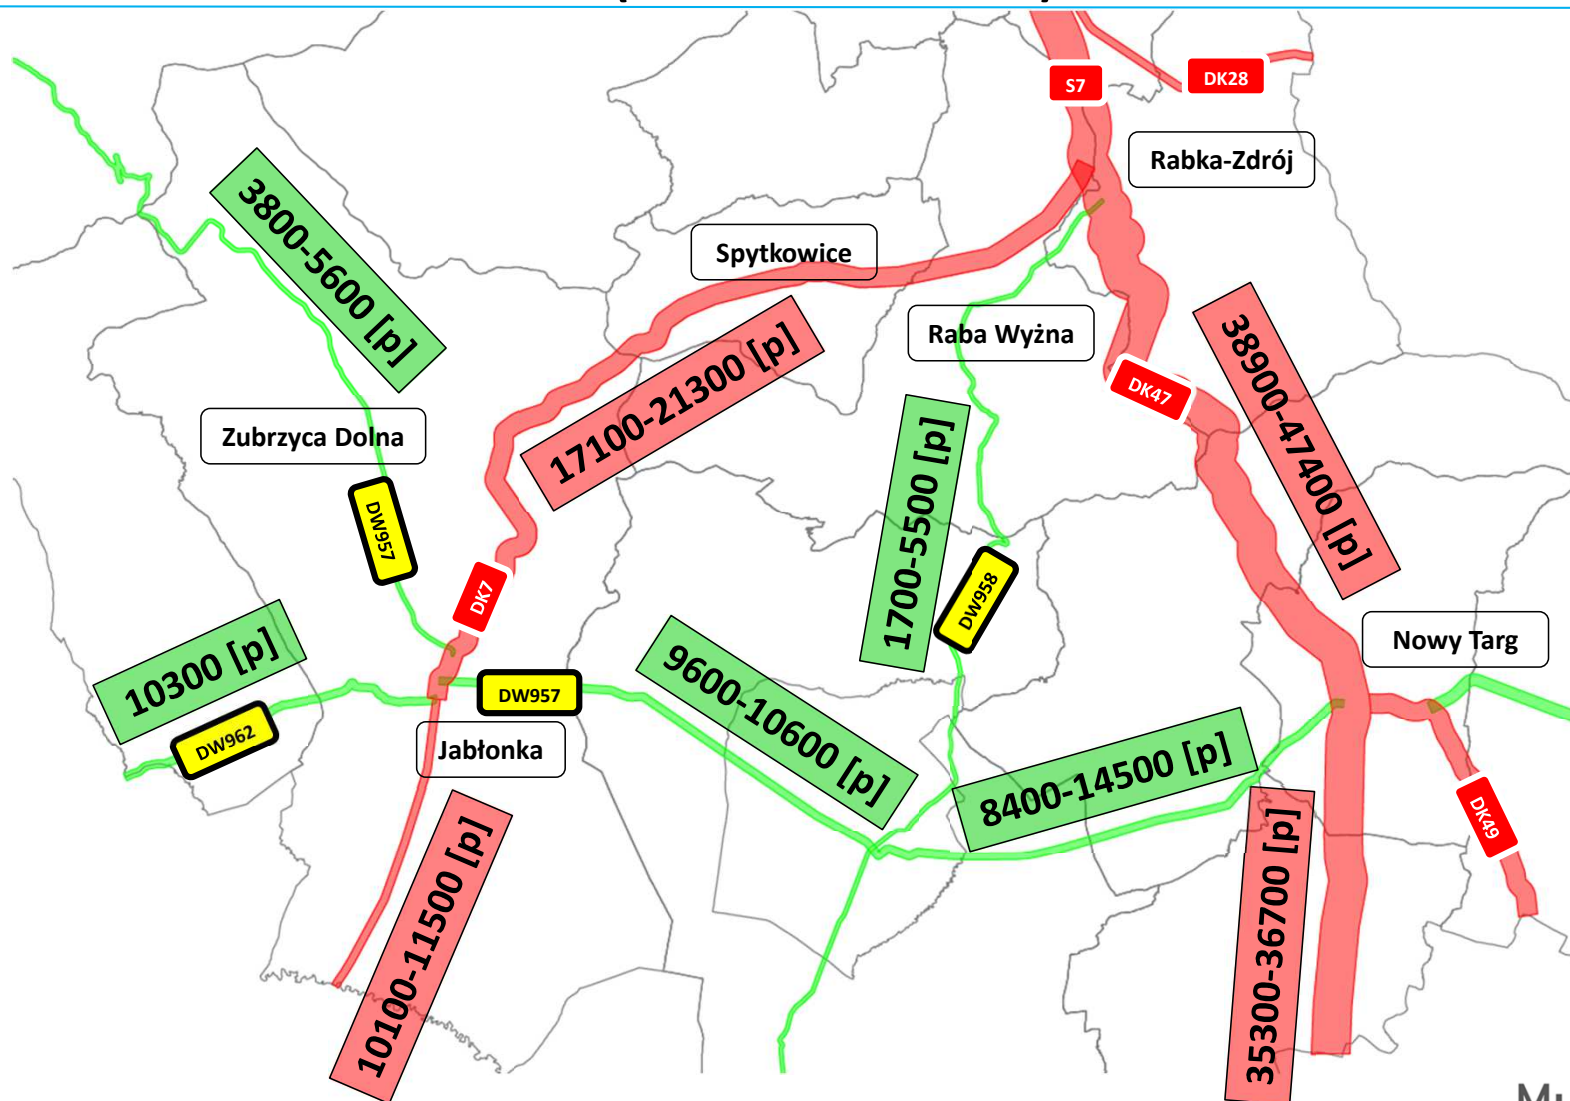 S7
DK28
Rabka-Zdrój
3800-5600 [p]
Spytkowice
Raba Wyżna
38900-47400 [p]
17100-21300 [p]
DK47
Zubrzyca Dolna
1700-5500 [p]
DW957
DK7
DW958
10300 [p]
Nowy Targ
9600-10600 [p]
DW957
DW962
Jabłonka
8400-14500 [p]
DK49
10100-11500 [p]
35300-36700 [p]